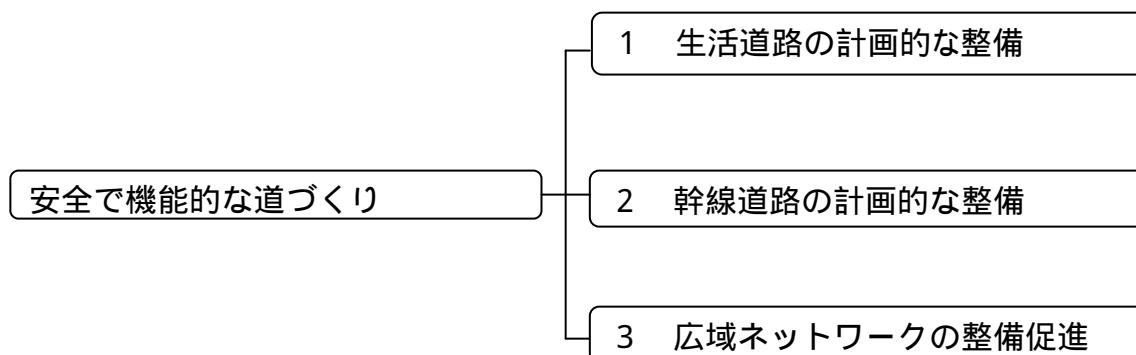 1　生活道路の計画的な整備
安全で機能的な道づくり
2　幹線道路の計画的な整備
3　広域ネットワークの整備促進